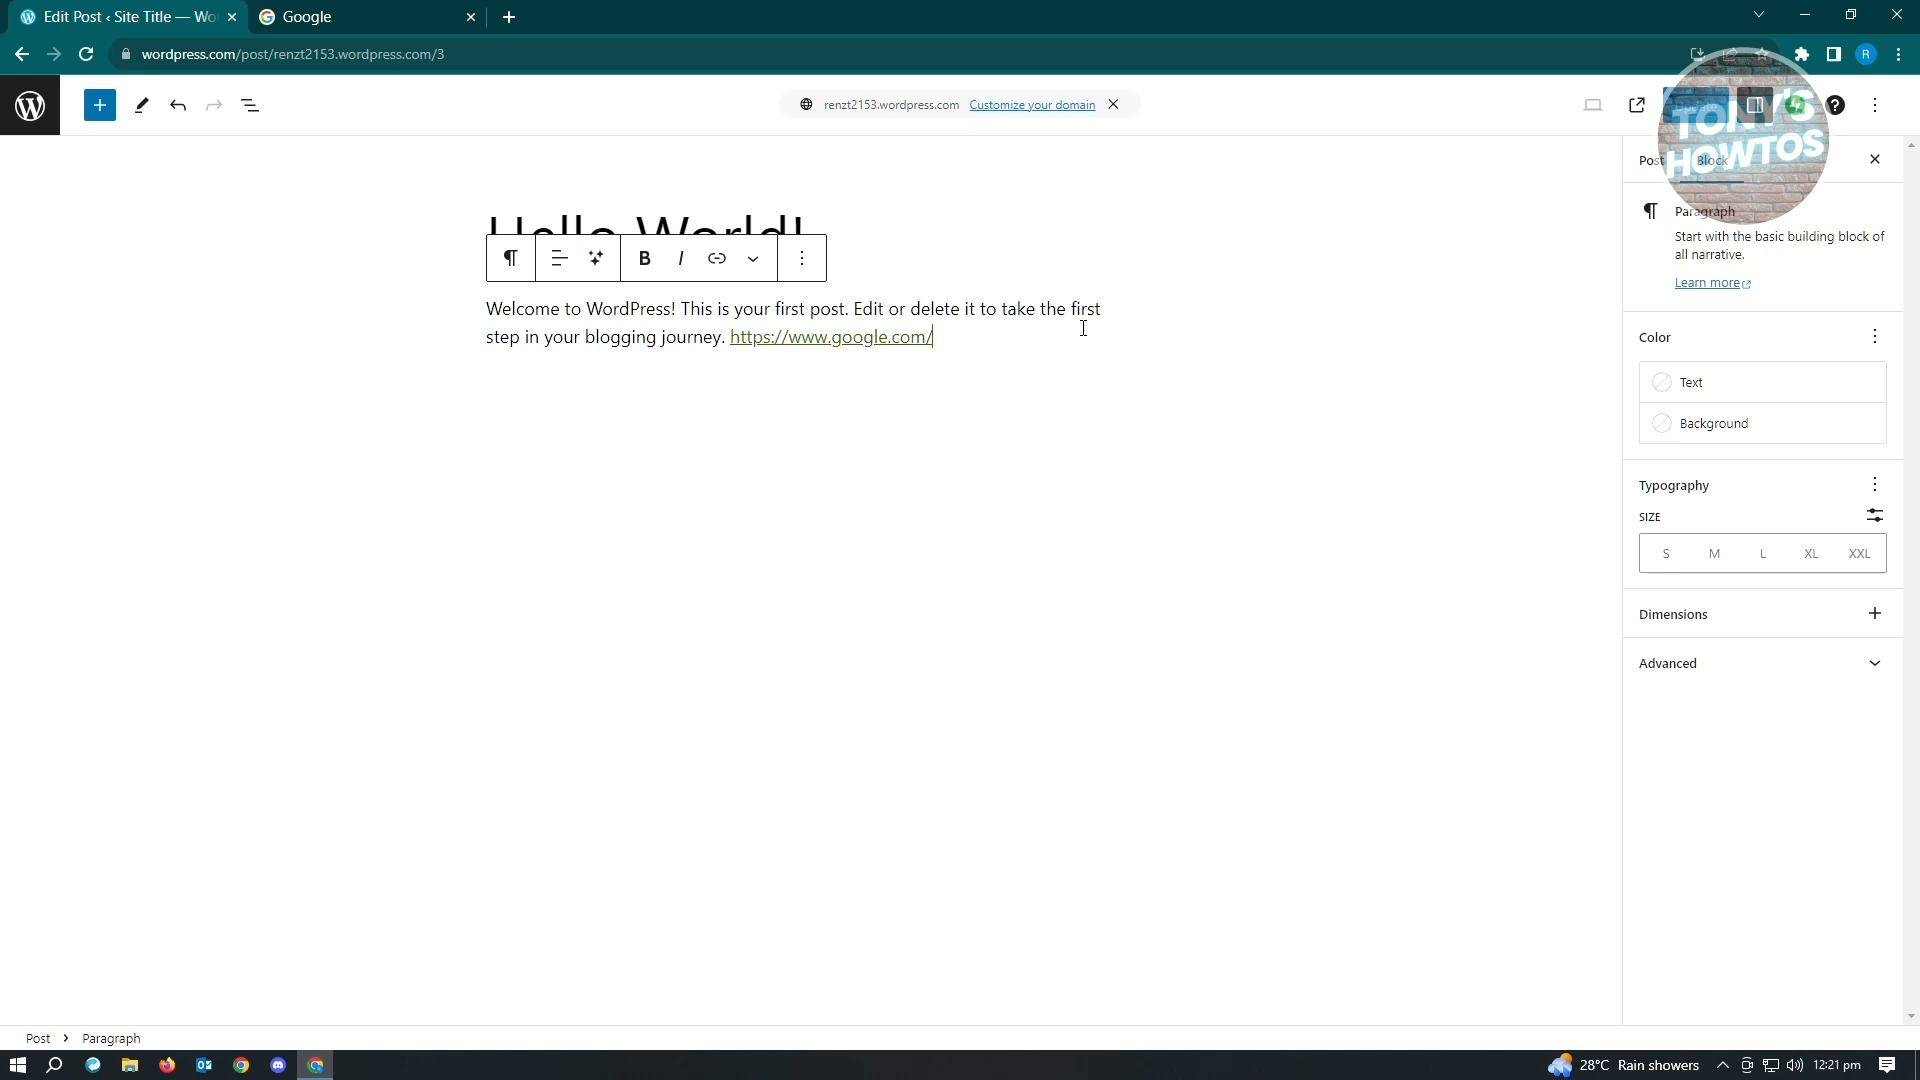 Edit Post ‹ Site Title — Wo
Google
wordpress.com/post/renzt2153.wordpress.com/3
R
renzt2153.wordpress.com Customize your domain
Update
TONY'S
HOWTOS
Post Block
Hello World!
Paragraph
Start with the basic building block of
all narrative.
Learn more
B I
Welcome to WordPress! This is your first post. Edit or delete it to take the first
step in your blogging journey. https://www.google.com/
Color
Text
Background
Typography
SIZE
S M L XL XXL
Dimensions
Advanced
Post Paragraph
28°C Rain showers
12:21 pm